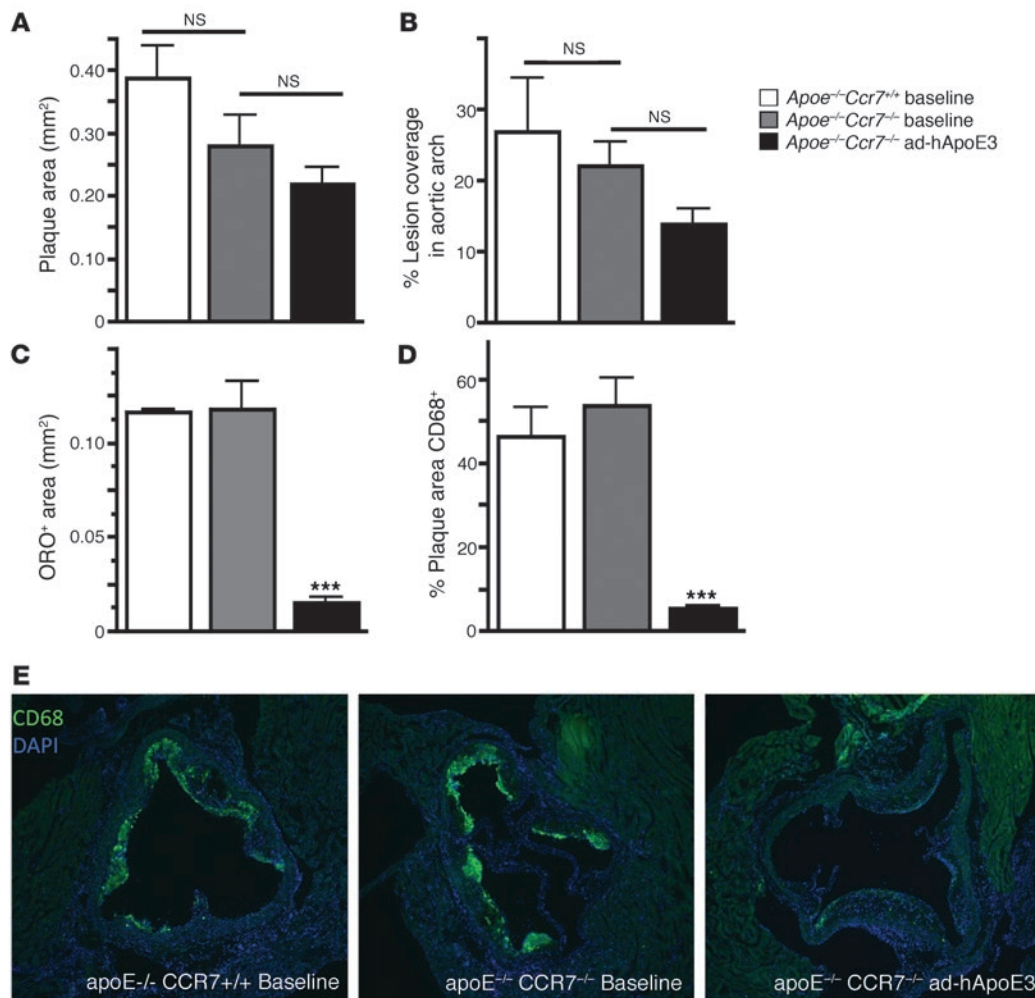 A
NS
NS
Plaque area (mm²)
0.40
0.30
0.20
0.10
0
B
NS
NS
% Lesion coverage
in aortic arch
30
20
10
0
Apoe⁻/⁻Ccr7⁺/⁺ baseline
Apoe⁻/⁻Ccr7⁻/⁻ baseline
Apoe⁻/⁻Ccr7⁻/⁻ ad-hApoE3
C
ORO⁺ area (mm²)
0.10
0.05
0
***
D
% Plaque area CD68⁺
60
40
20
0
***
E
CD68
DAPI
apoE-/- CCR7+/+ Baseline
apoE⁻/⁻ CCR7⁻/⁻ Baseline
apoE⁻/⁻ CCR7⁻/⁻ ad-hApoE3